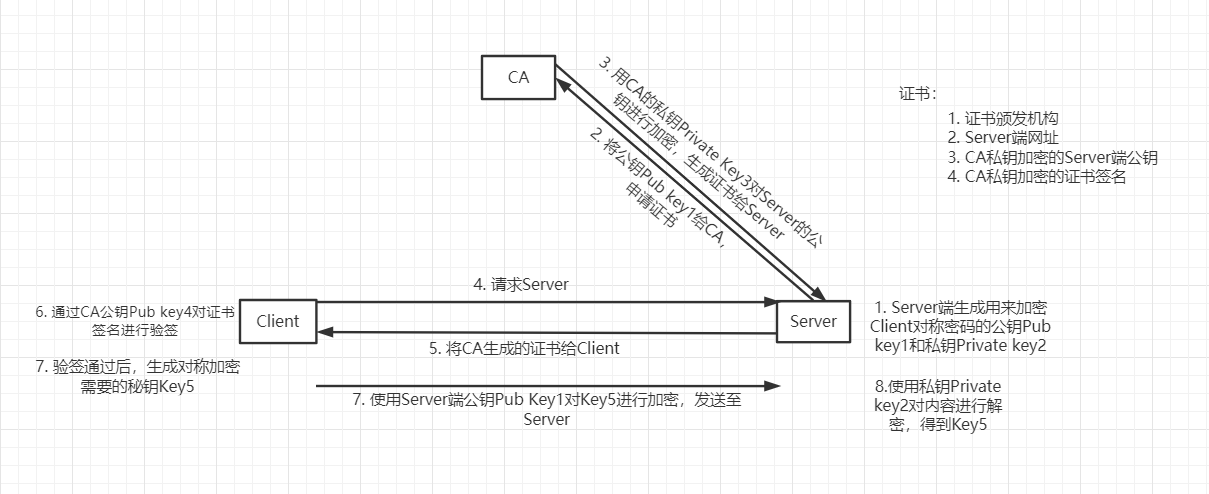 CA
3. 用CA的私钥Private Key3对Server的公
钥进行加密，生成证书给Server
2. 将公钥Pub key1给CA，
申请证书
证书：
1. 证书颁发机构
2. Server端网址
3. CA私钥加密的Server端公钥
4. CA私钥加密的证书签名
4. 请求Server
6. 通过CA公钥Pub key4对证书
签名进行验签
Client
Server
1. Server端生成用来加密
Client对称密码的公钥Pub
key1和私钥Private key2
5. 将CA生成的证书给Client
7. 验签通过后，生成对称加密
需要的秘钥Key5
7. 使用Server端公钥Pub Key1对Key5进行加密，发送至
Server
8.使用私钥Private
key2对内容进行解
密，得到Key5